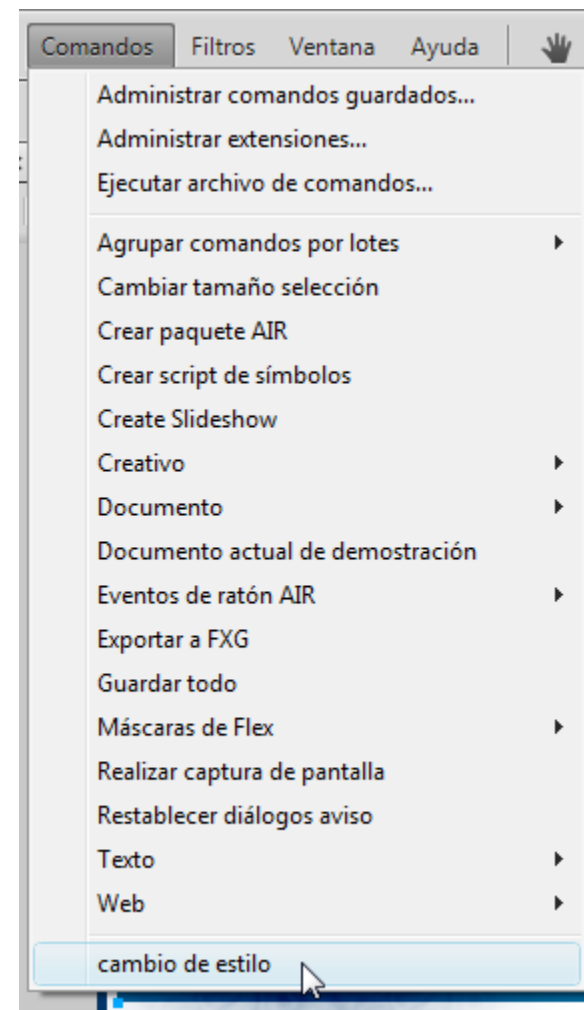 Comandos Filtros Ventana Ayuda
Administrar comandos guardados...
Administrar extensiones...
Ejecutar archivo de comandos...
Agrupar comandos por lotes
Cambiar tamaño selección
Crear paquete AIR
Crear script de símbolos
Create Slideshow
Creativo
Documento
Documento actual de demostración
Eventos de ratón AIR
Exportar a FXG
Guardar todo
Máscaras de Flex
Realizar captura de pantalla
Restablecer diálogos aviso
Texto
Web
cambio de estilo